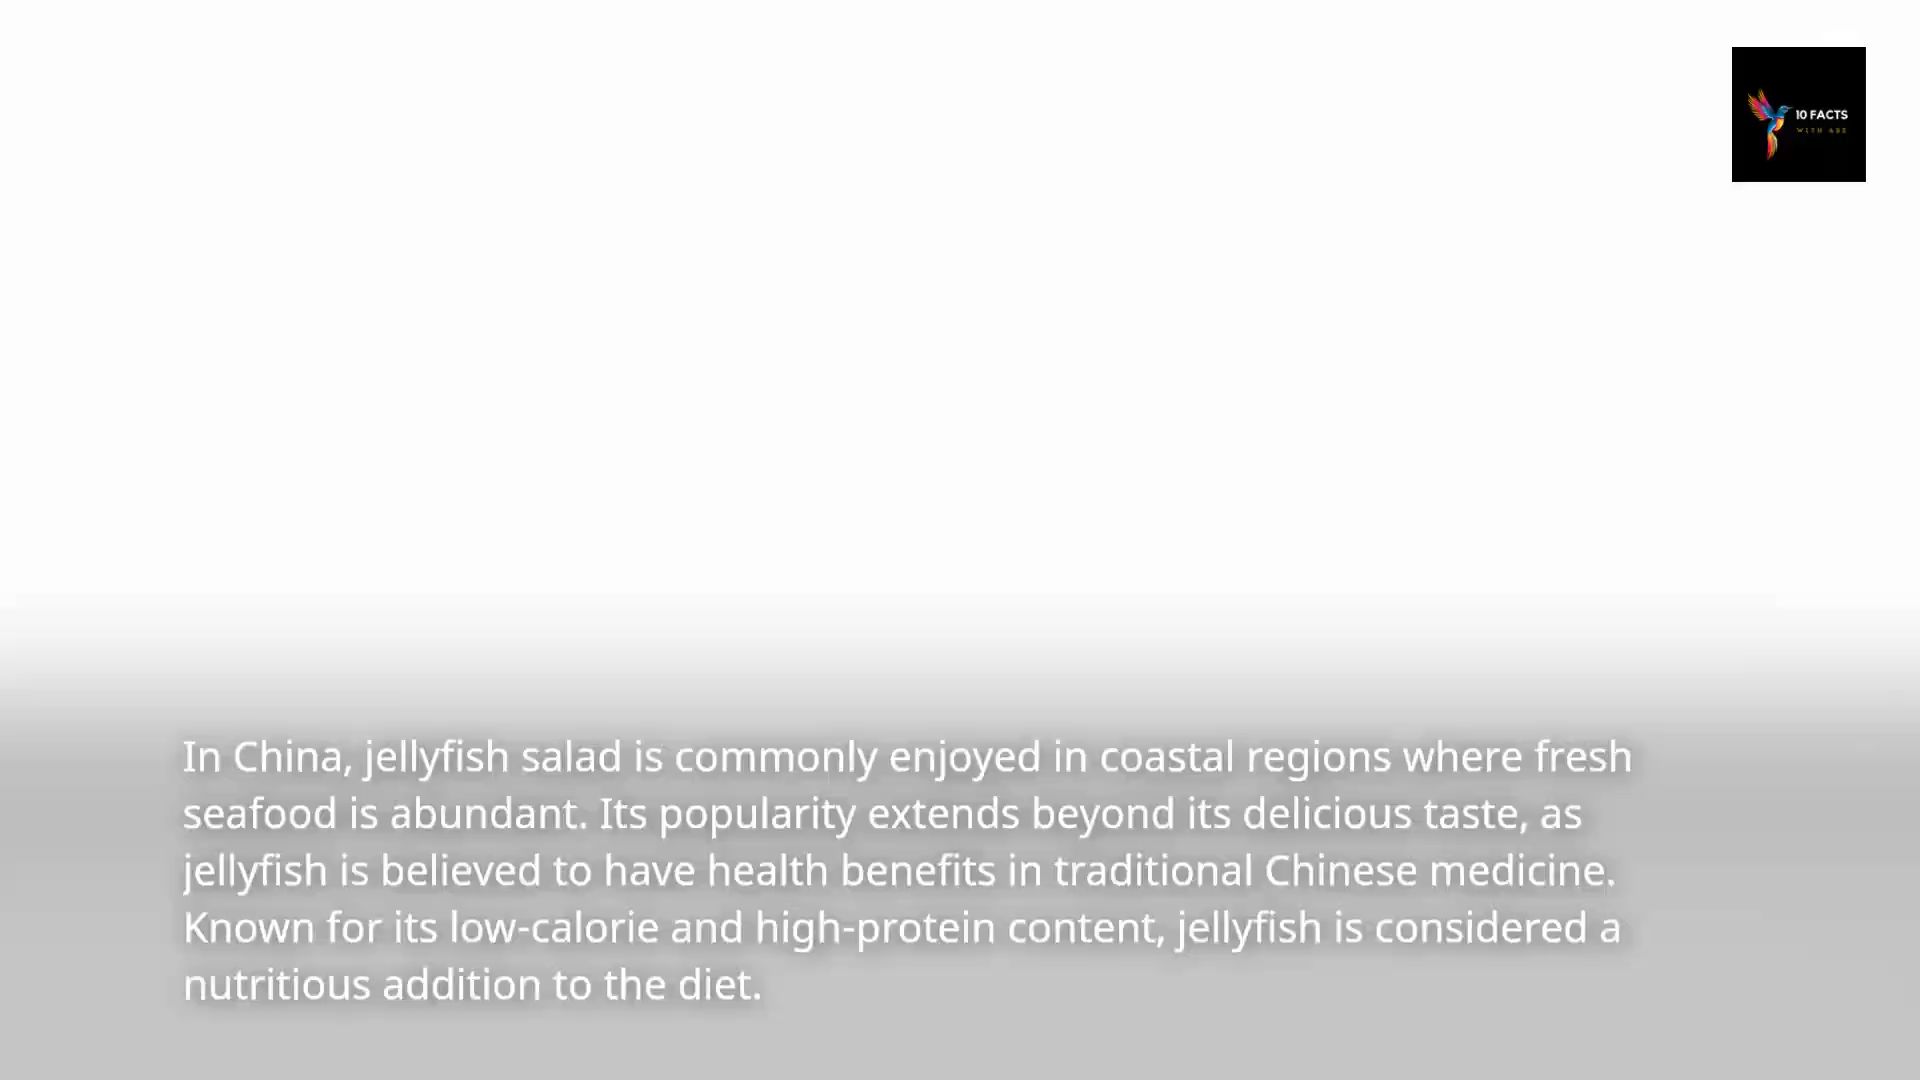 10 FACTS
WITH ABE
In China, jellyfish salad is commonly enjoyed in coastal regions where fresh
seafood is abundant. Its popularity extends beyond its delicious taste, as
jellyfish is believed to have health benefits in traditional Chinese medicine.
Known for its low-calorie and high-protein content, jellyfish is considered a
nutritious addition to the diet.